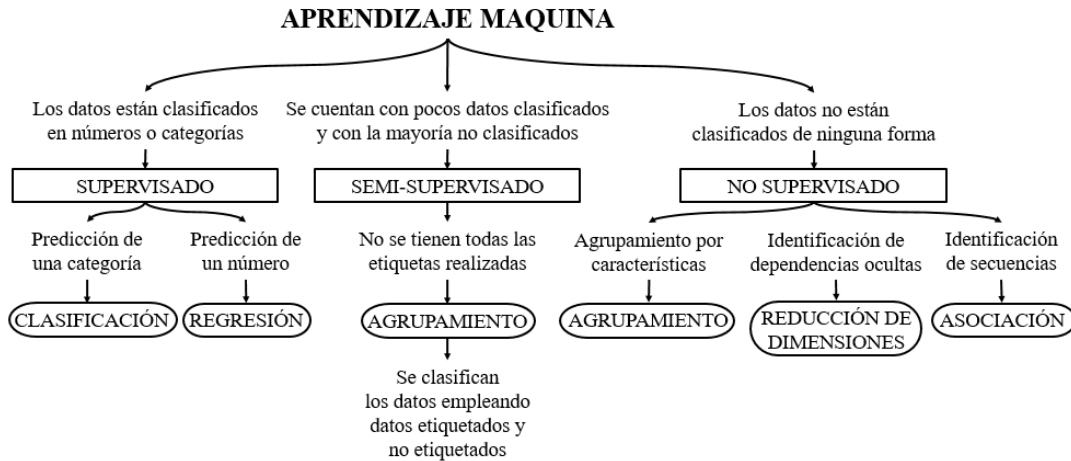 APRENDIZAJE MAQUINA
Los datos están clasificados
en números o categorías
Se cuentan con pocos datos clasificados
y con la mayoría no clasificados
Los datos no están
clasificados de ninguna forma
SUPERVISADO
SEMI-SUPERVISADO
NO SUPERVISADO
Predicción de
una categoría
Predicción de
un número
No se tienen todas las
etiquetas realizadas
Agrupamiento por
características
Identificación de
dependencias ocultas
Identificación
de secuencias
CLASIFICACIÓN
REGRESIÓN
AGRUPAMIENTO
AGRUPAMIENTO
REDUCCIÓN DE
DIMENSIONES
ASOCIACIÓN
Se clasifican
los datos empleando
datos etiquetados y
no etiquetados